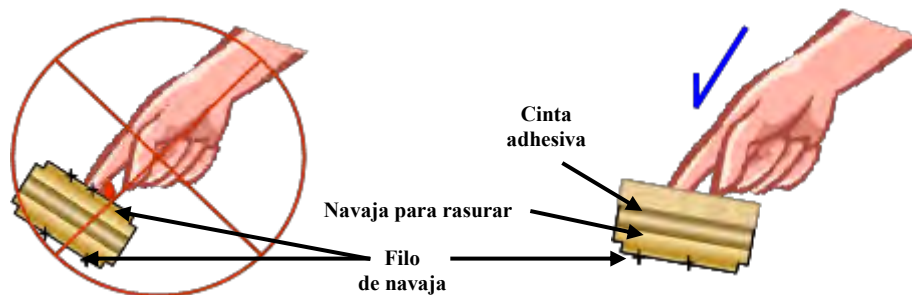 Cinta
adhesiva
Navaja para rasurar
Filo
de navaja